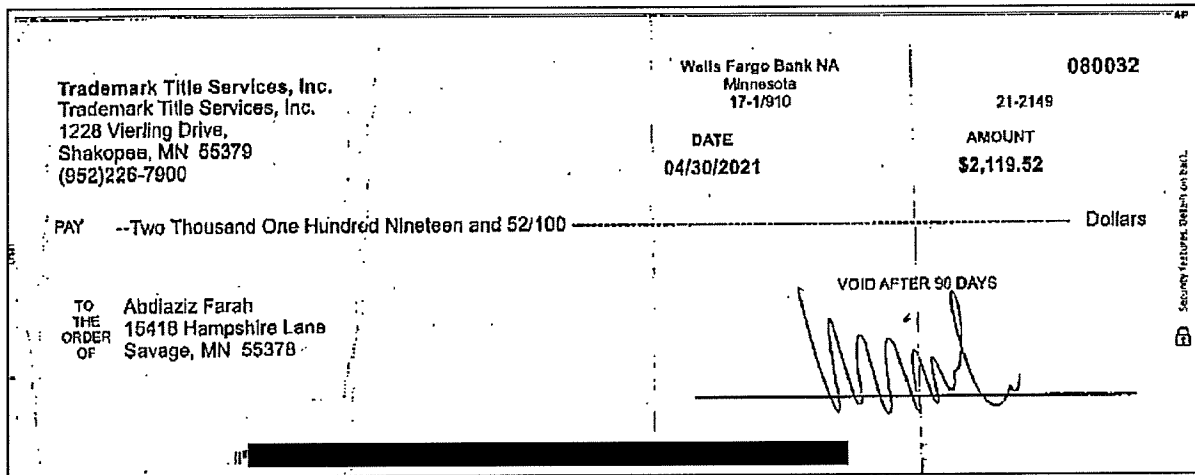 AP
Wells Fargo Bank NA
Minnesota
17-1/910
080032
21-2149
Trademark Title Services, Inc.
Trademark Title Services, Inc.
1228 Vierling Drive,
Shakopee, MN 55379
(952)226-7900
DATE
04/30/2021
AMOUNT
$2,119.52
PAY --Two Thousand One Hundred Nineteen and 52/100 Dollars
VOID AFTER 90 DAYS
TO THE ORDER OF
Abdiaziz Farah
15418 Hampshire Lane
Savage, MN 55378
Security features. Details on back.